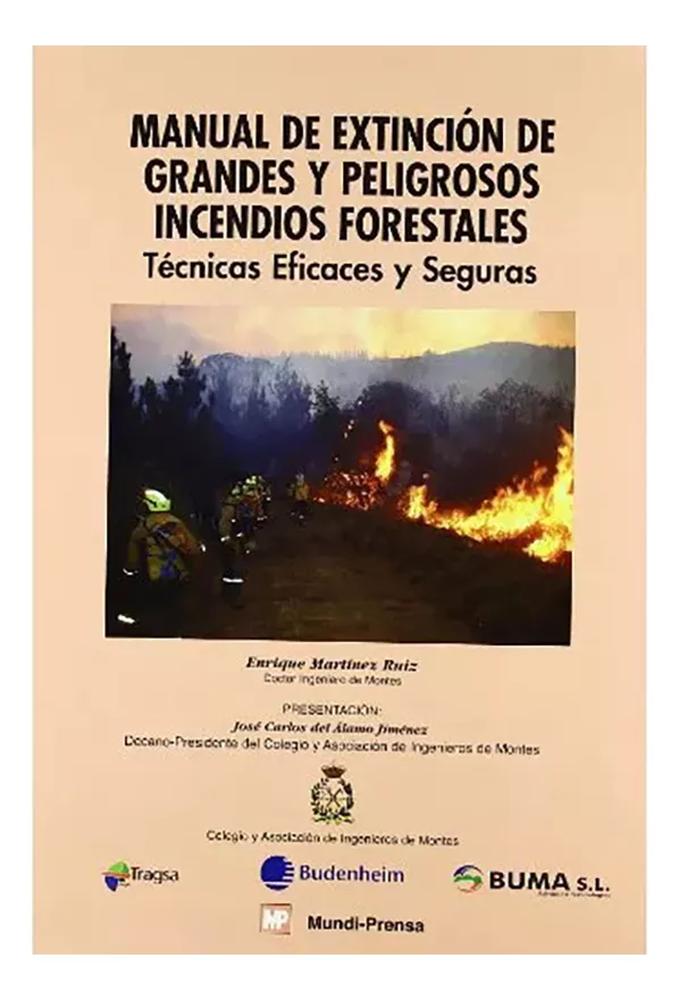 MANUAL DE EXTINCIÓN DE
GRANDES Y PELIGROSOS
INCENDIOS FORESTALES
Técnicas Eficaces y Seguras
Enrique Martínez Ruiz
Doctor Ingeniero de Montes
PRESENTACIÓN:
José Carlos del Álamo Jiménez
Decano-Presidente del Colegio y Asociación de Ingenieros de Montes
Colegio y Asociación de Ingenieros de Montes
Tragsa
Budenheim
BUMA S.L.
MP
Mundi-Prensa